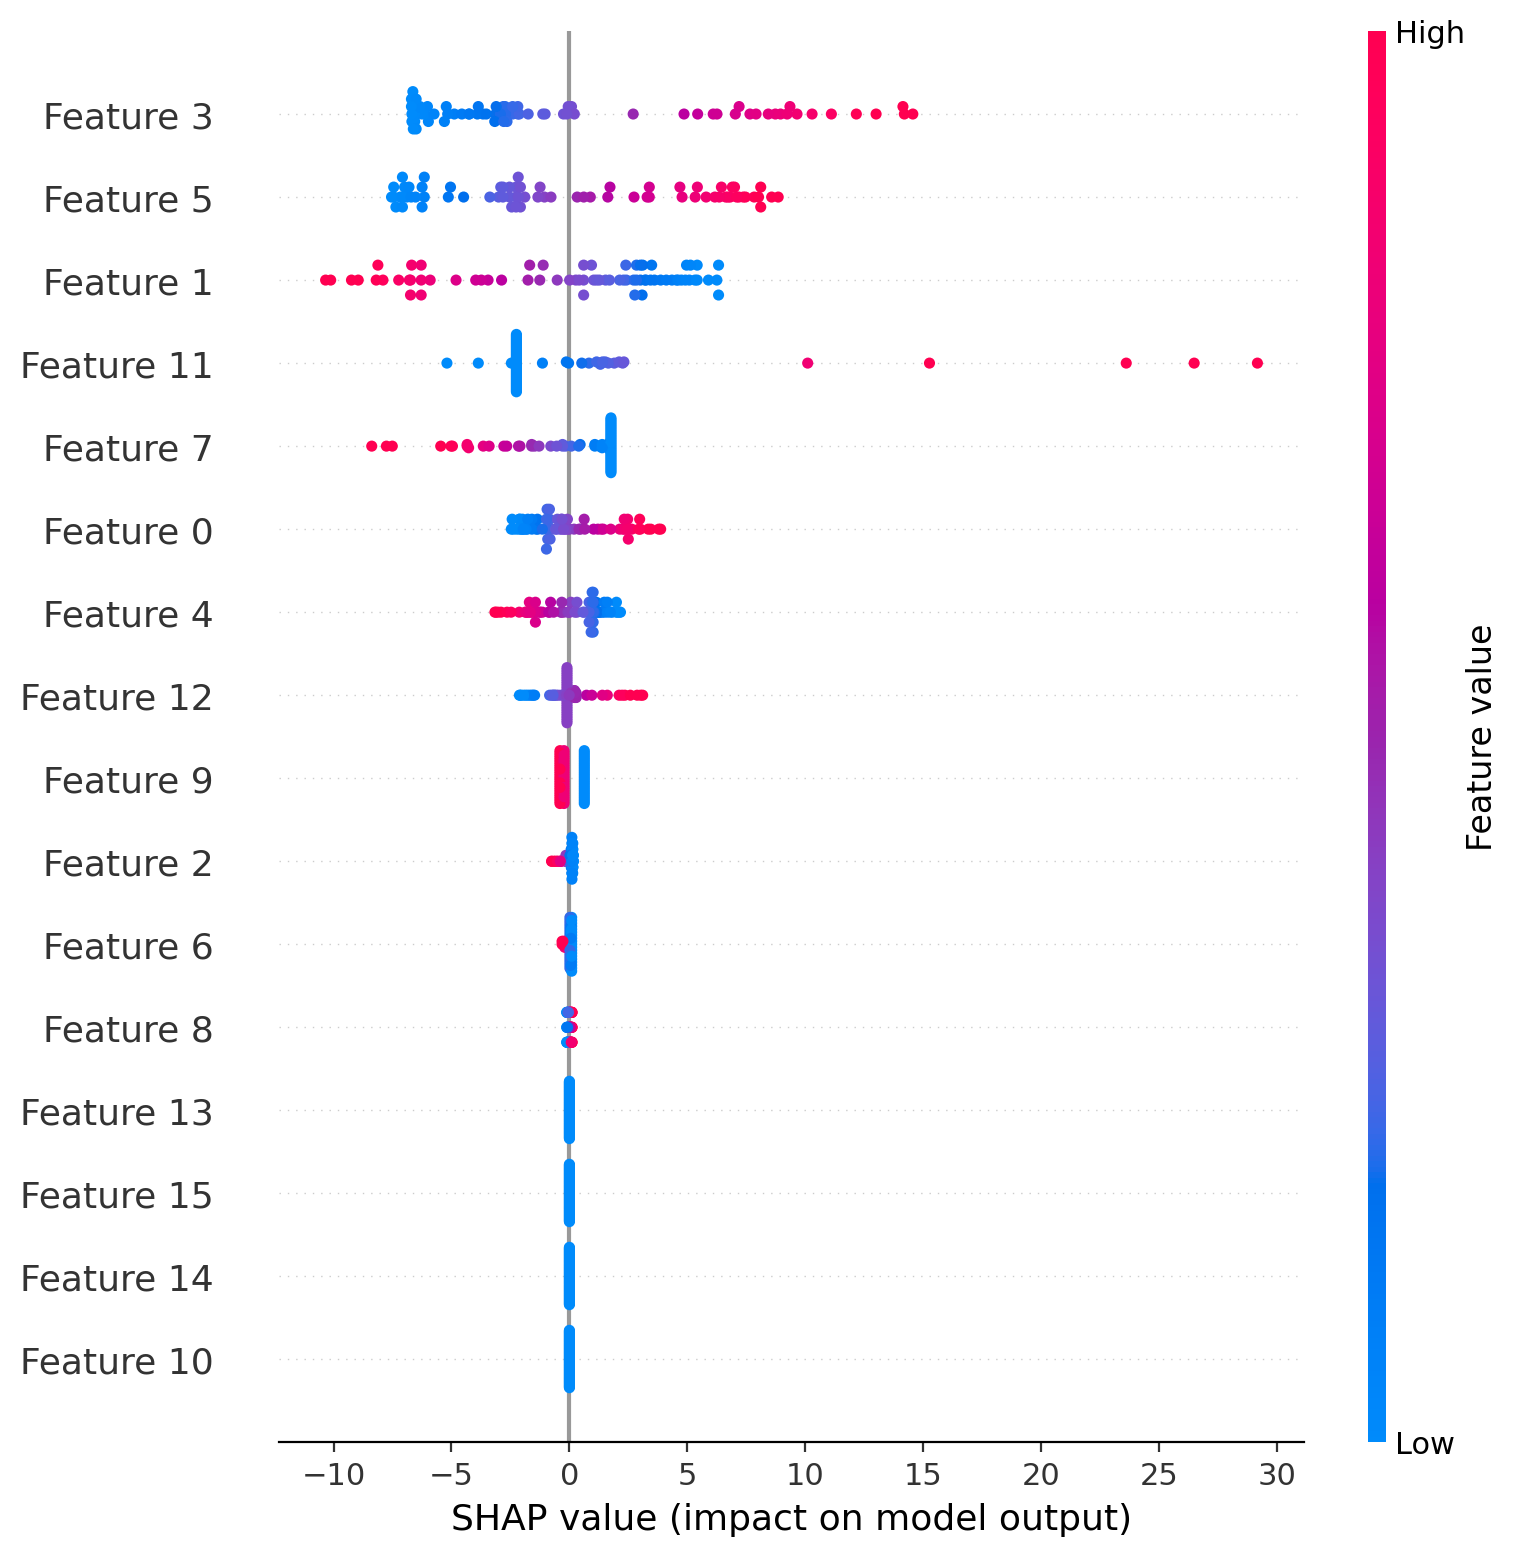 High
Feature 3
Feature 5
Feature 1
Feature 11
Feature 7
Feature 0
Feature 4
Feature 12
Feature 9
Feature 2
Feature 6
Feature 8
Feature 13
Feature 15
Feature 14
Feature 10
Feature value
Low
−10 −5 0 5 10 15 20 25 30
SHAP value (impact on model output)